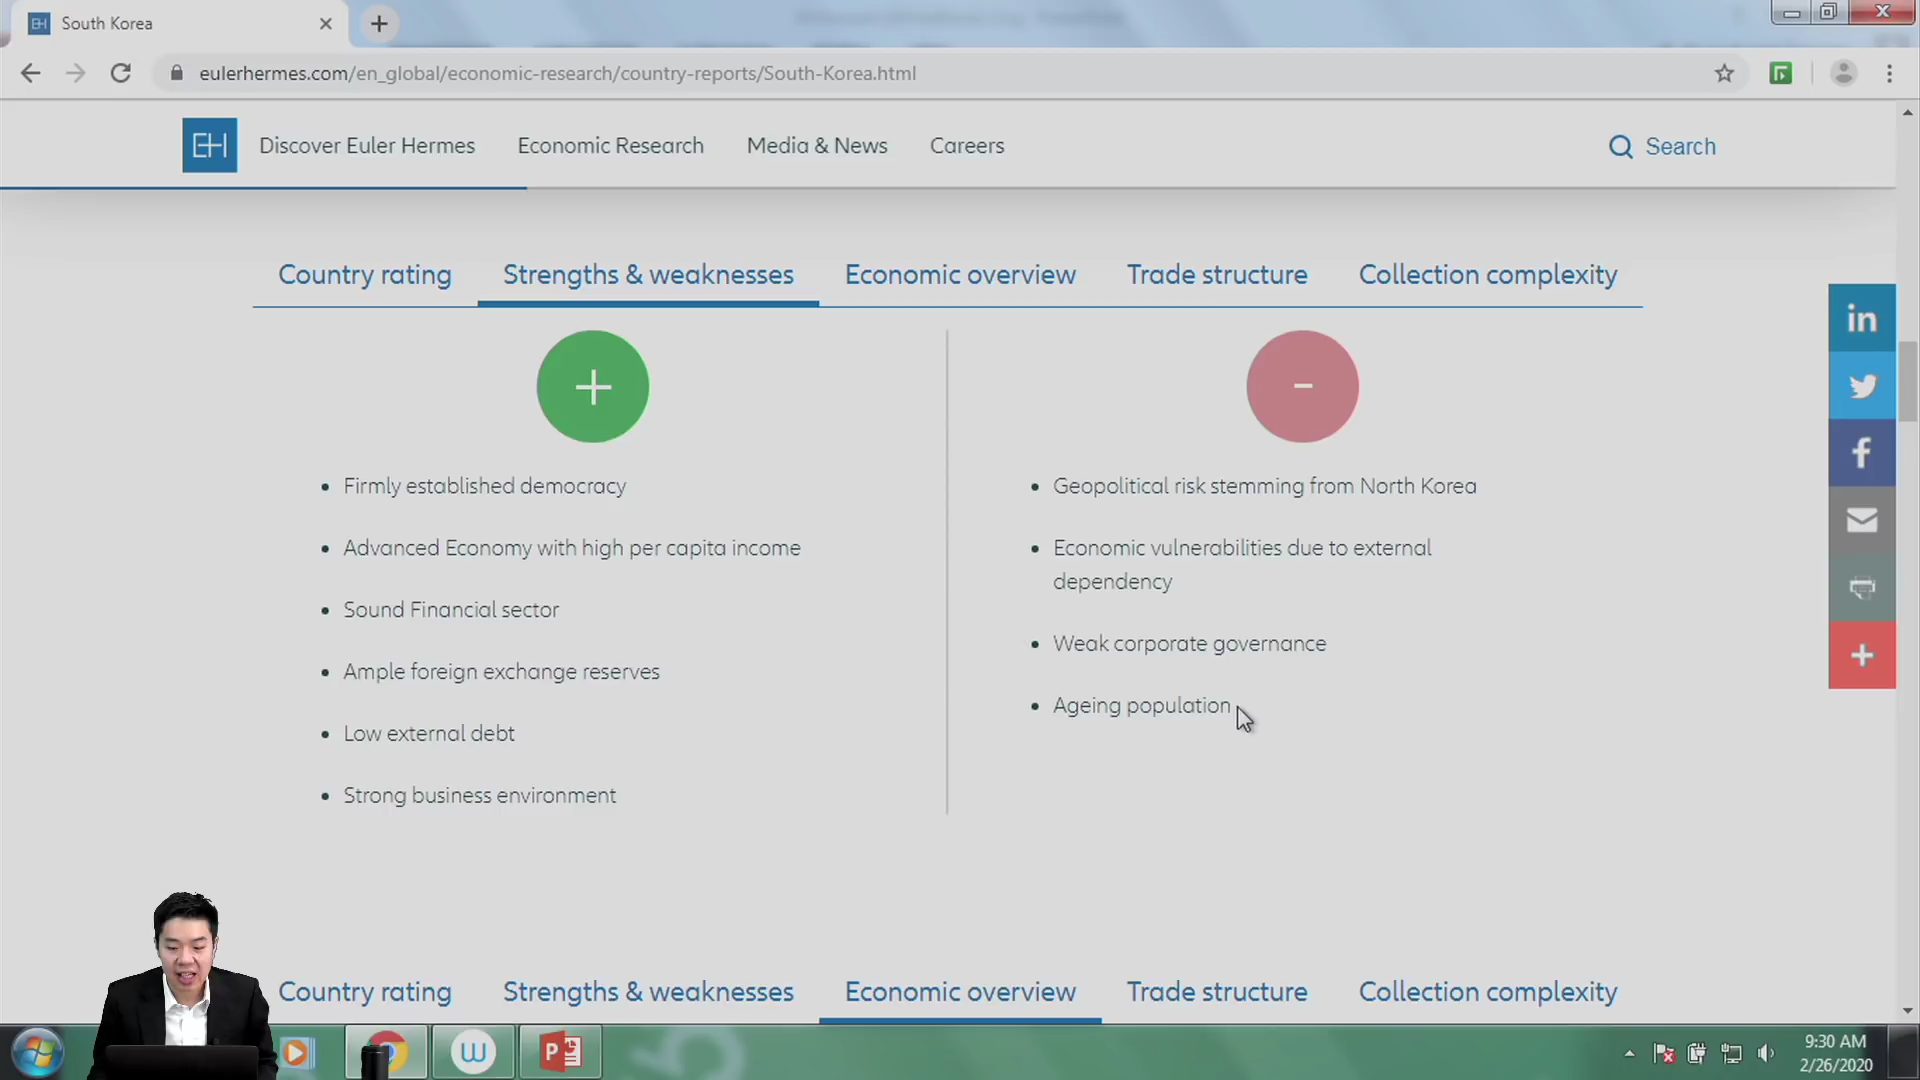 South Korea
eulerhermes.com/en_global/economic-research/country-reports/South-Korea.html
EH Discover Euler Hermes Economic Research Media & News Careers Search
Country rating Strengths & weaknesses Economic overview Trade structure Collection complexity
+ -
in
f
+
• Firmly established democracy
• Advanced Economy with high per capita income
• Sound Financial sector
• Ample foreign exchange reserves
• Low external debt
• Strong business environment
• Geopolitical risk stemming from North Korea
• Economic vulnerabilities due to external
dependency
• Weak corporate governance
• Ageing population
Country rating Strengths & weaknesses Economic overview Trade structure Collection complexity
9:30 AM
2/26/2020